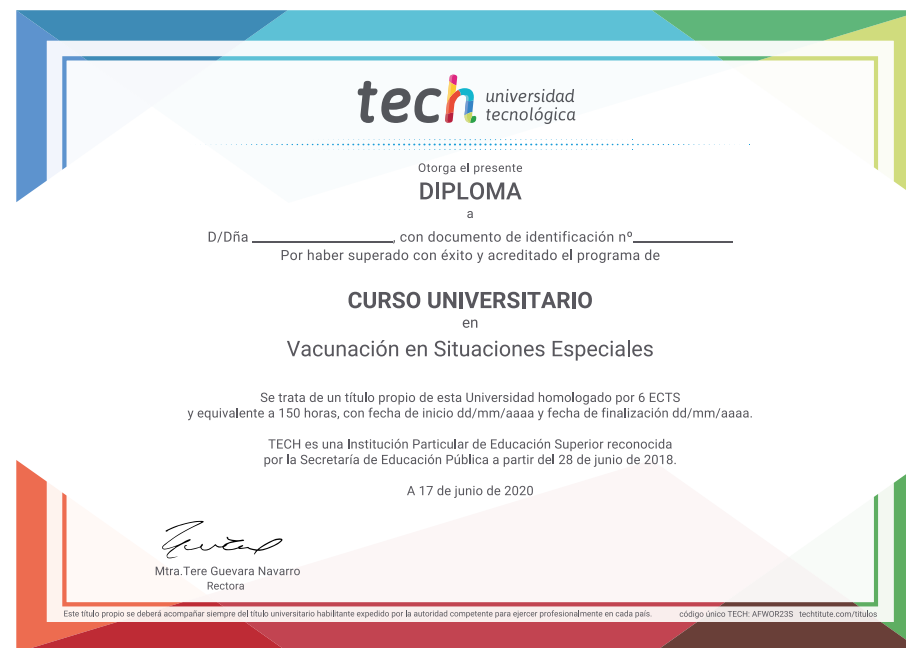 tech universidad
tecnológica
Otorga el presente
DIPLOMA
a
D/Dña ____________________, con documento de identificación nº______________
Por haber superado con éxito y acreditado el programa de
CURSO UNIVERSITARIO
en
Vacunación en Situaciones Especiales
Se trata de un título propio de esta Universidad homologado por 6 ECTS
y equivalente a 150 horas, con fecha de inicio dd/mm/aaaa y fecha de finalización dd/mm/aaaa.
TECH es una Institución Particular de Educación Superior reconocida
por la Secretaría de Educación Pública a partir del 28 de junio de 2018.
A 17 de junio de 2020
Mtra.Tere Guevara Navarro
Rectora
Este título propio se deberá acompañar siempre del título universitario habilitante expedido por la autoridad competente para ejercer profesionalmente en cada país. código único TECH: AFWOR23S techtitute.com/titulos